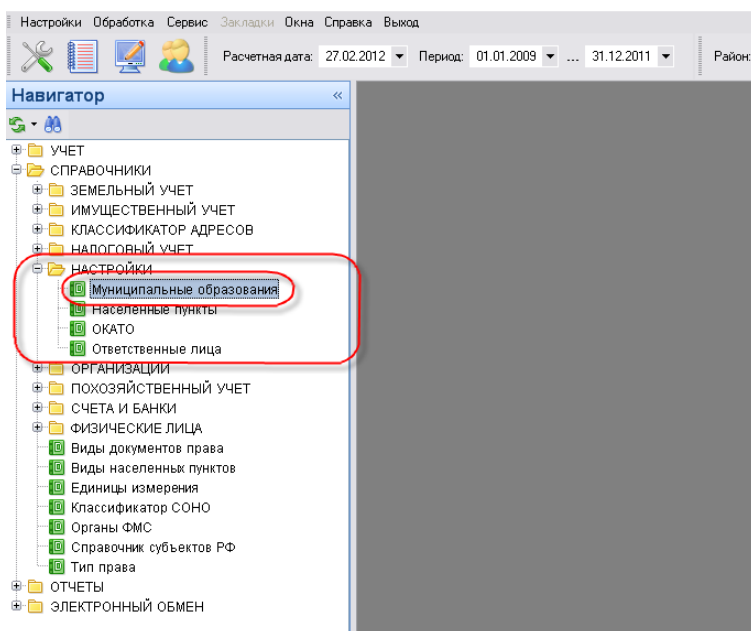 Настройки Обработка Сервис Закладки Окна Справка Выход
Расчетная дата: 27.02.2012 Период: 01.01.2009 ... 31.12.2011 Район:
Навигатор «
УЧЕТ
СПРАВОЧНИКИ
ЗЕМЕЛЬНЫЙ УЧЕТ
ИМУЩЕСТВЕННЫЙ УЧЕТ
КЛАССИФИКАТОР АДРЕСОВ
НАЛОГОВЫЙ УЧЕТ
НАСТРОЙКИ
Муниципальные образования
Населенные пункты
ОКАТО
Ответственные лица
ОРГАНИЗАЦИИ
ПОХОЗЯЙСТВЕННЫЙ УЧЕТ
СЧЕТА И БАНКИ
ФИЗИЧЕСКИЕ ЛИЦА
Виды документов права
Виды населенных пунктов
Единицы измерения
Классификатор СОНО
Органы ФМС
Справочник субъектов РФ
Тип права
ОТЧЕТЫ
ЭЛЕКТРОННЫЙ ОБМЕН